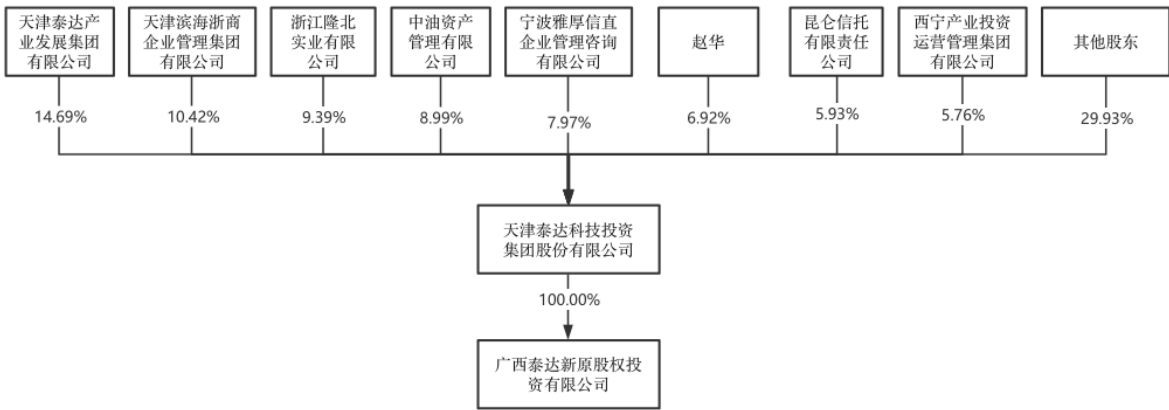 天津泰达产
业发展集团
有限公司
天津滨海浙商
企业管理集团
有限公司
浙江隆北
实业有限
公司
中油资产
管理有限
公司
宁波雅厚信直
企业管理咨询
有限公司
赵华
昆仑信托
有限责任
公司
西宁产业投资
运营管理集团
有限公司
其他股东
14.69%
10.42%
9.39%
8.99%
7.97%
6.92%
5.93%
5.76%
29.93%
天津泰达科技投资
集团股份有限公司
100.00%
广西泰达新原股权投
资有限公司